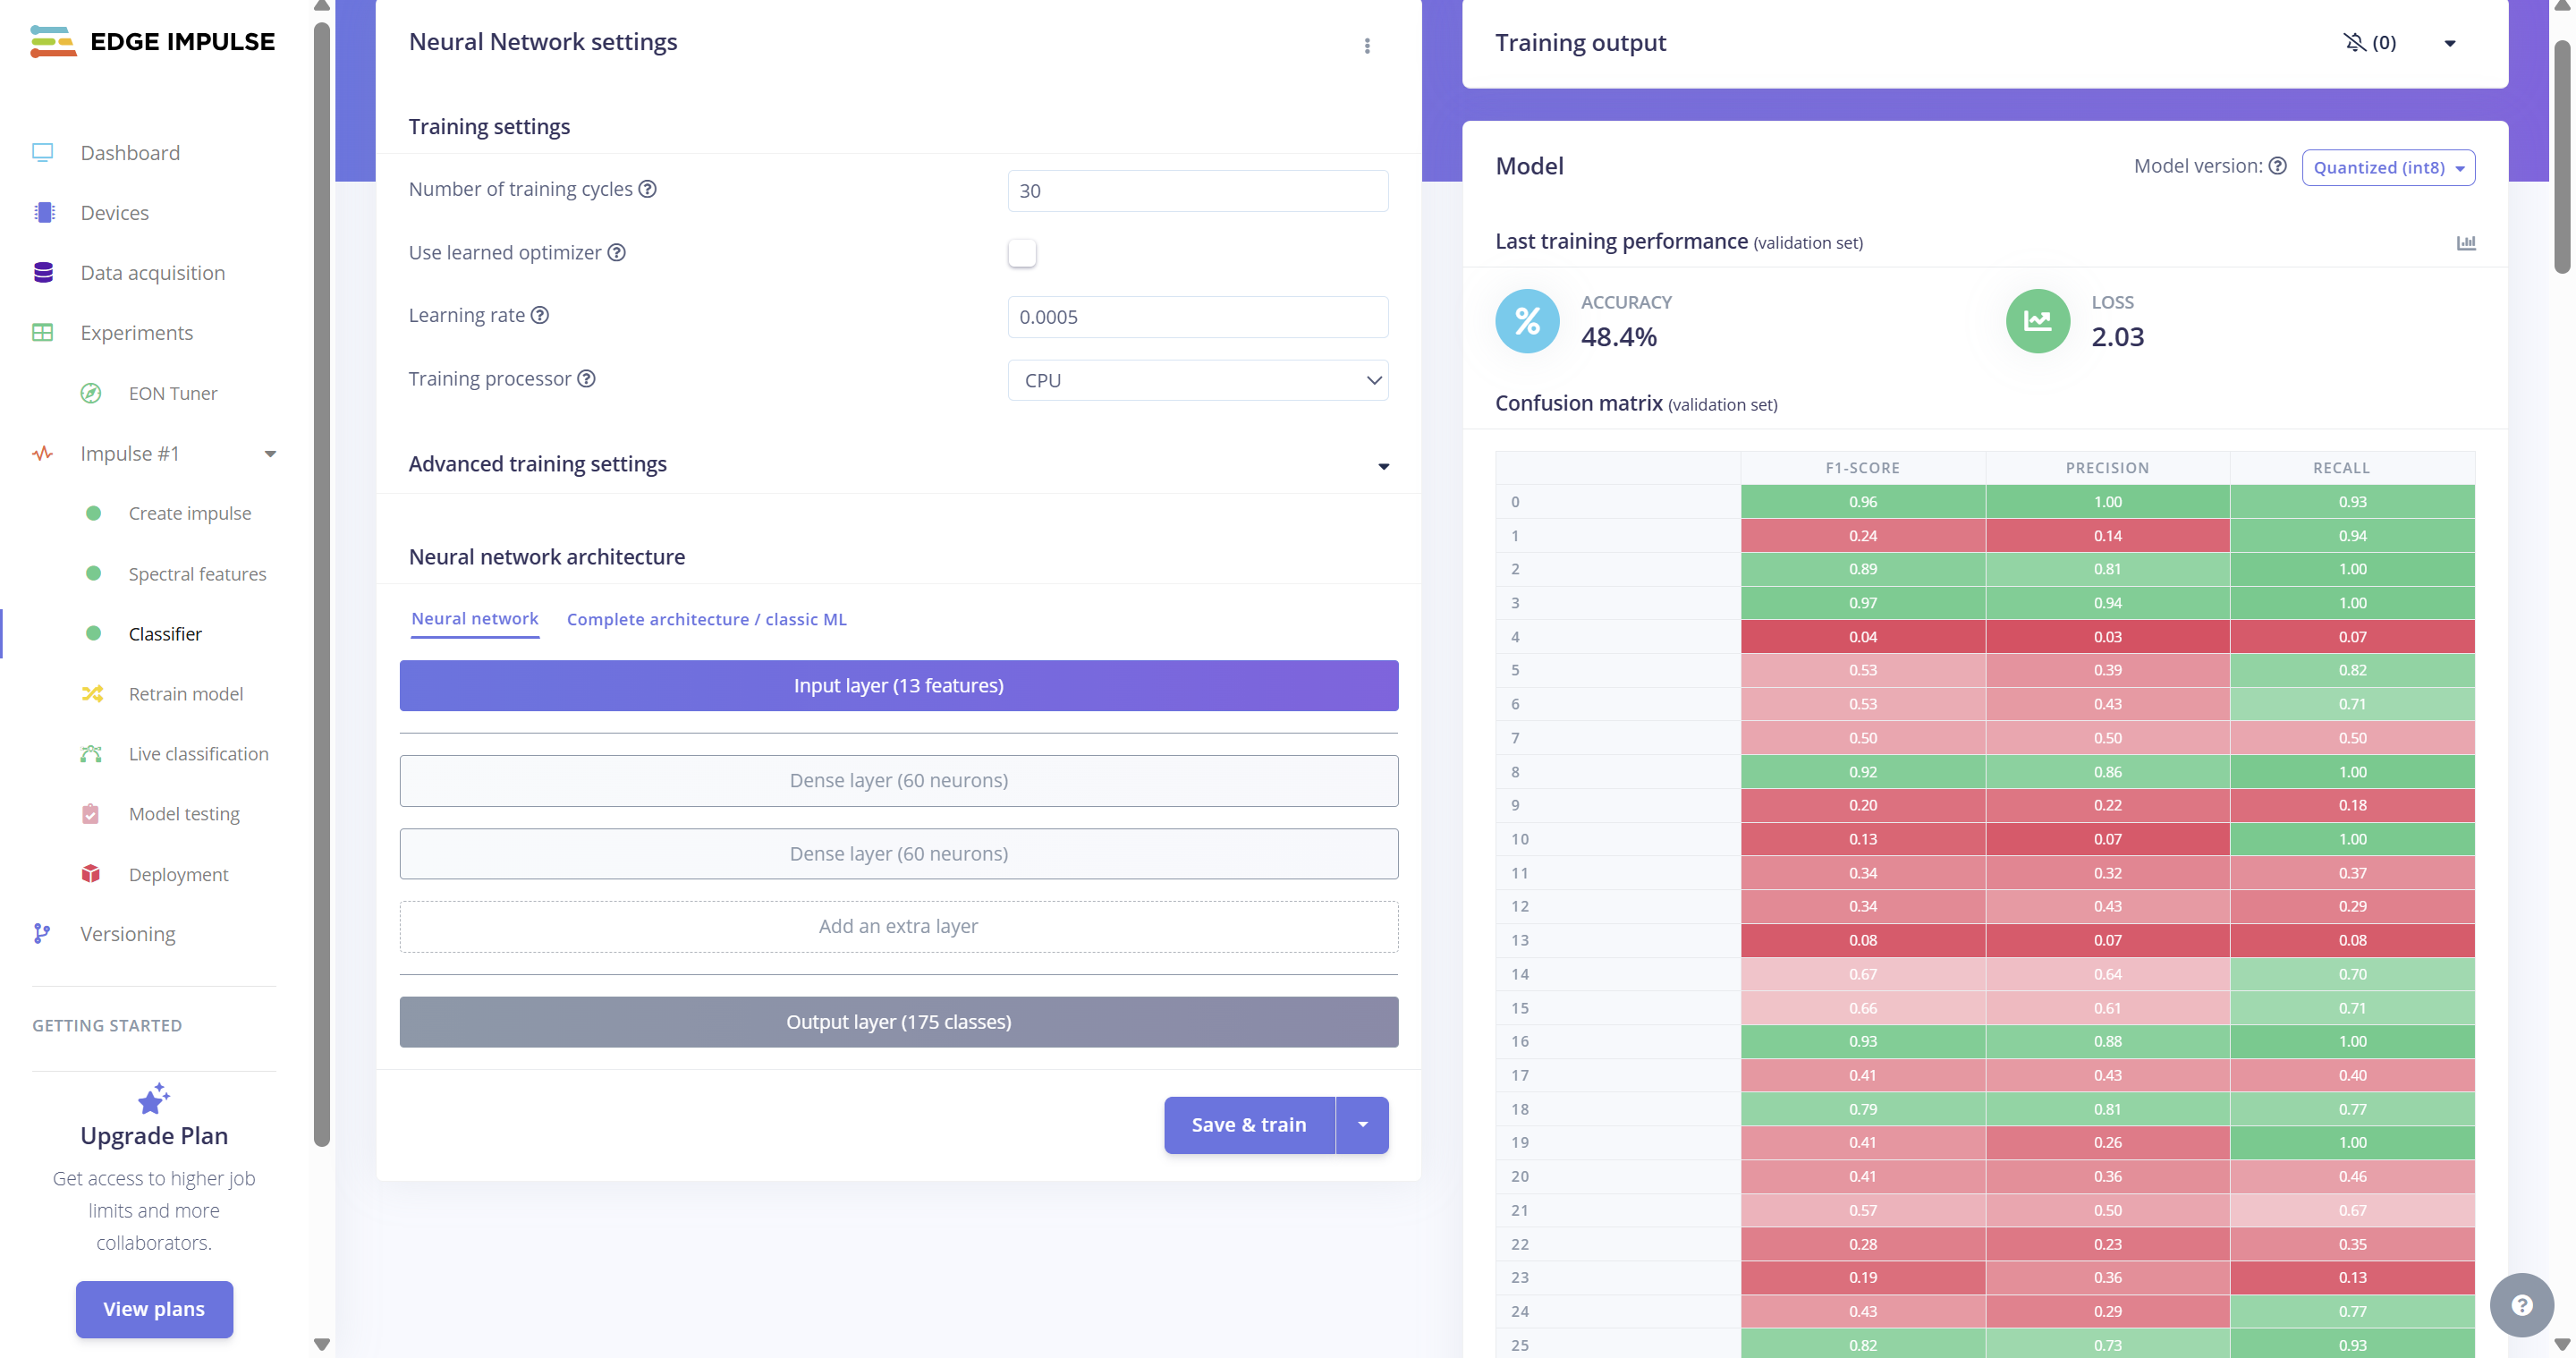 EDGE IMPULSE
Dashboard
Devices
Data acquisition
Experiments
EON Tuner
Impulse #1
Create impulse
Spectral features
Classifier
Retrain model
Live classification
Model testing
Deployment
Versioning
GETTING STARTED
Upgrade Plan
Get access to higher job
limits and more
collaborators.
View plans
Neural Network settings
Training settings
Number of training cycles
30
Use learned optimizer
Learning rate
0.0005
Training processor
CPU
Advanced training settings
Neural network architecture
Neural network Complete architecture / classic ML
Input layer (13 features)
Dense layer (60 neurons)
Dense layer (60 neurons)
Add an extra layer
Output layer (175 classes)
Save & train
Training output (0)
Model Model version: Quantized (int8)
Last training performance (validation set)
% ACCURACY
48.4%
LOSS
2.03
Confusion matrix (validation set)
F1-SCORE PRECISION RECALL
0 0.96 1.00 0.93
1 0.24 0.14 0.94
2 0.89 0.81 1.00
3 0.97 0.94 1.00
4 0.04 0.03 0.07
5 0.53 0.39 0.82
6 0.53 0.43 0.71
7 0.50 0.50 0.50
8 0.92 0.86 1.00
9 0.20 0.22 0.18
10 0.13 0.07 1.00
11 0.34 0.32 0.37
12 0.34 0.43 0.29
13 0.08 0.07 0.08
14 0.67 0.64 0.70
15 0.66 0.61 0.71
16 0.93 0.88 1.00
17 0.41 0.43 0.40
18 0.79 0.81 0.77
19 0.41 0.26 1.00
20 0.41 0.36 0.46
21 0.57 0.50 0.67
22 0.28 0.23 0.35
23 0.19 0.36 0.13
24 0.43 0.29 0.77
25 0.82 0.73 0.93